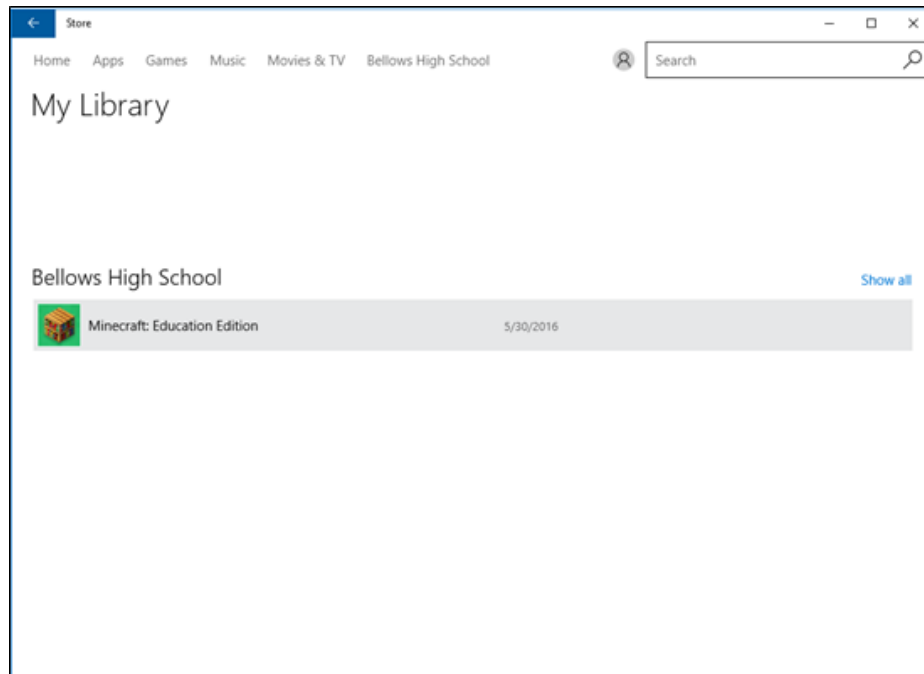 Store
Home Apps Games Music Movies & TV Bellows High School Search
My Library
Bellows High School Show all
Minecraft: Education Edition 5/30/2016